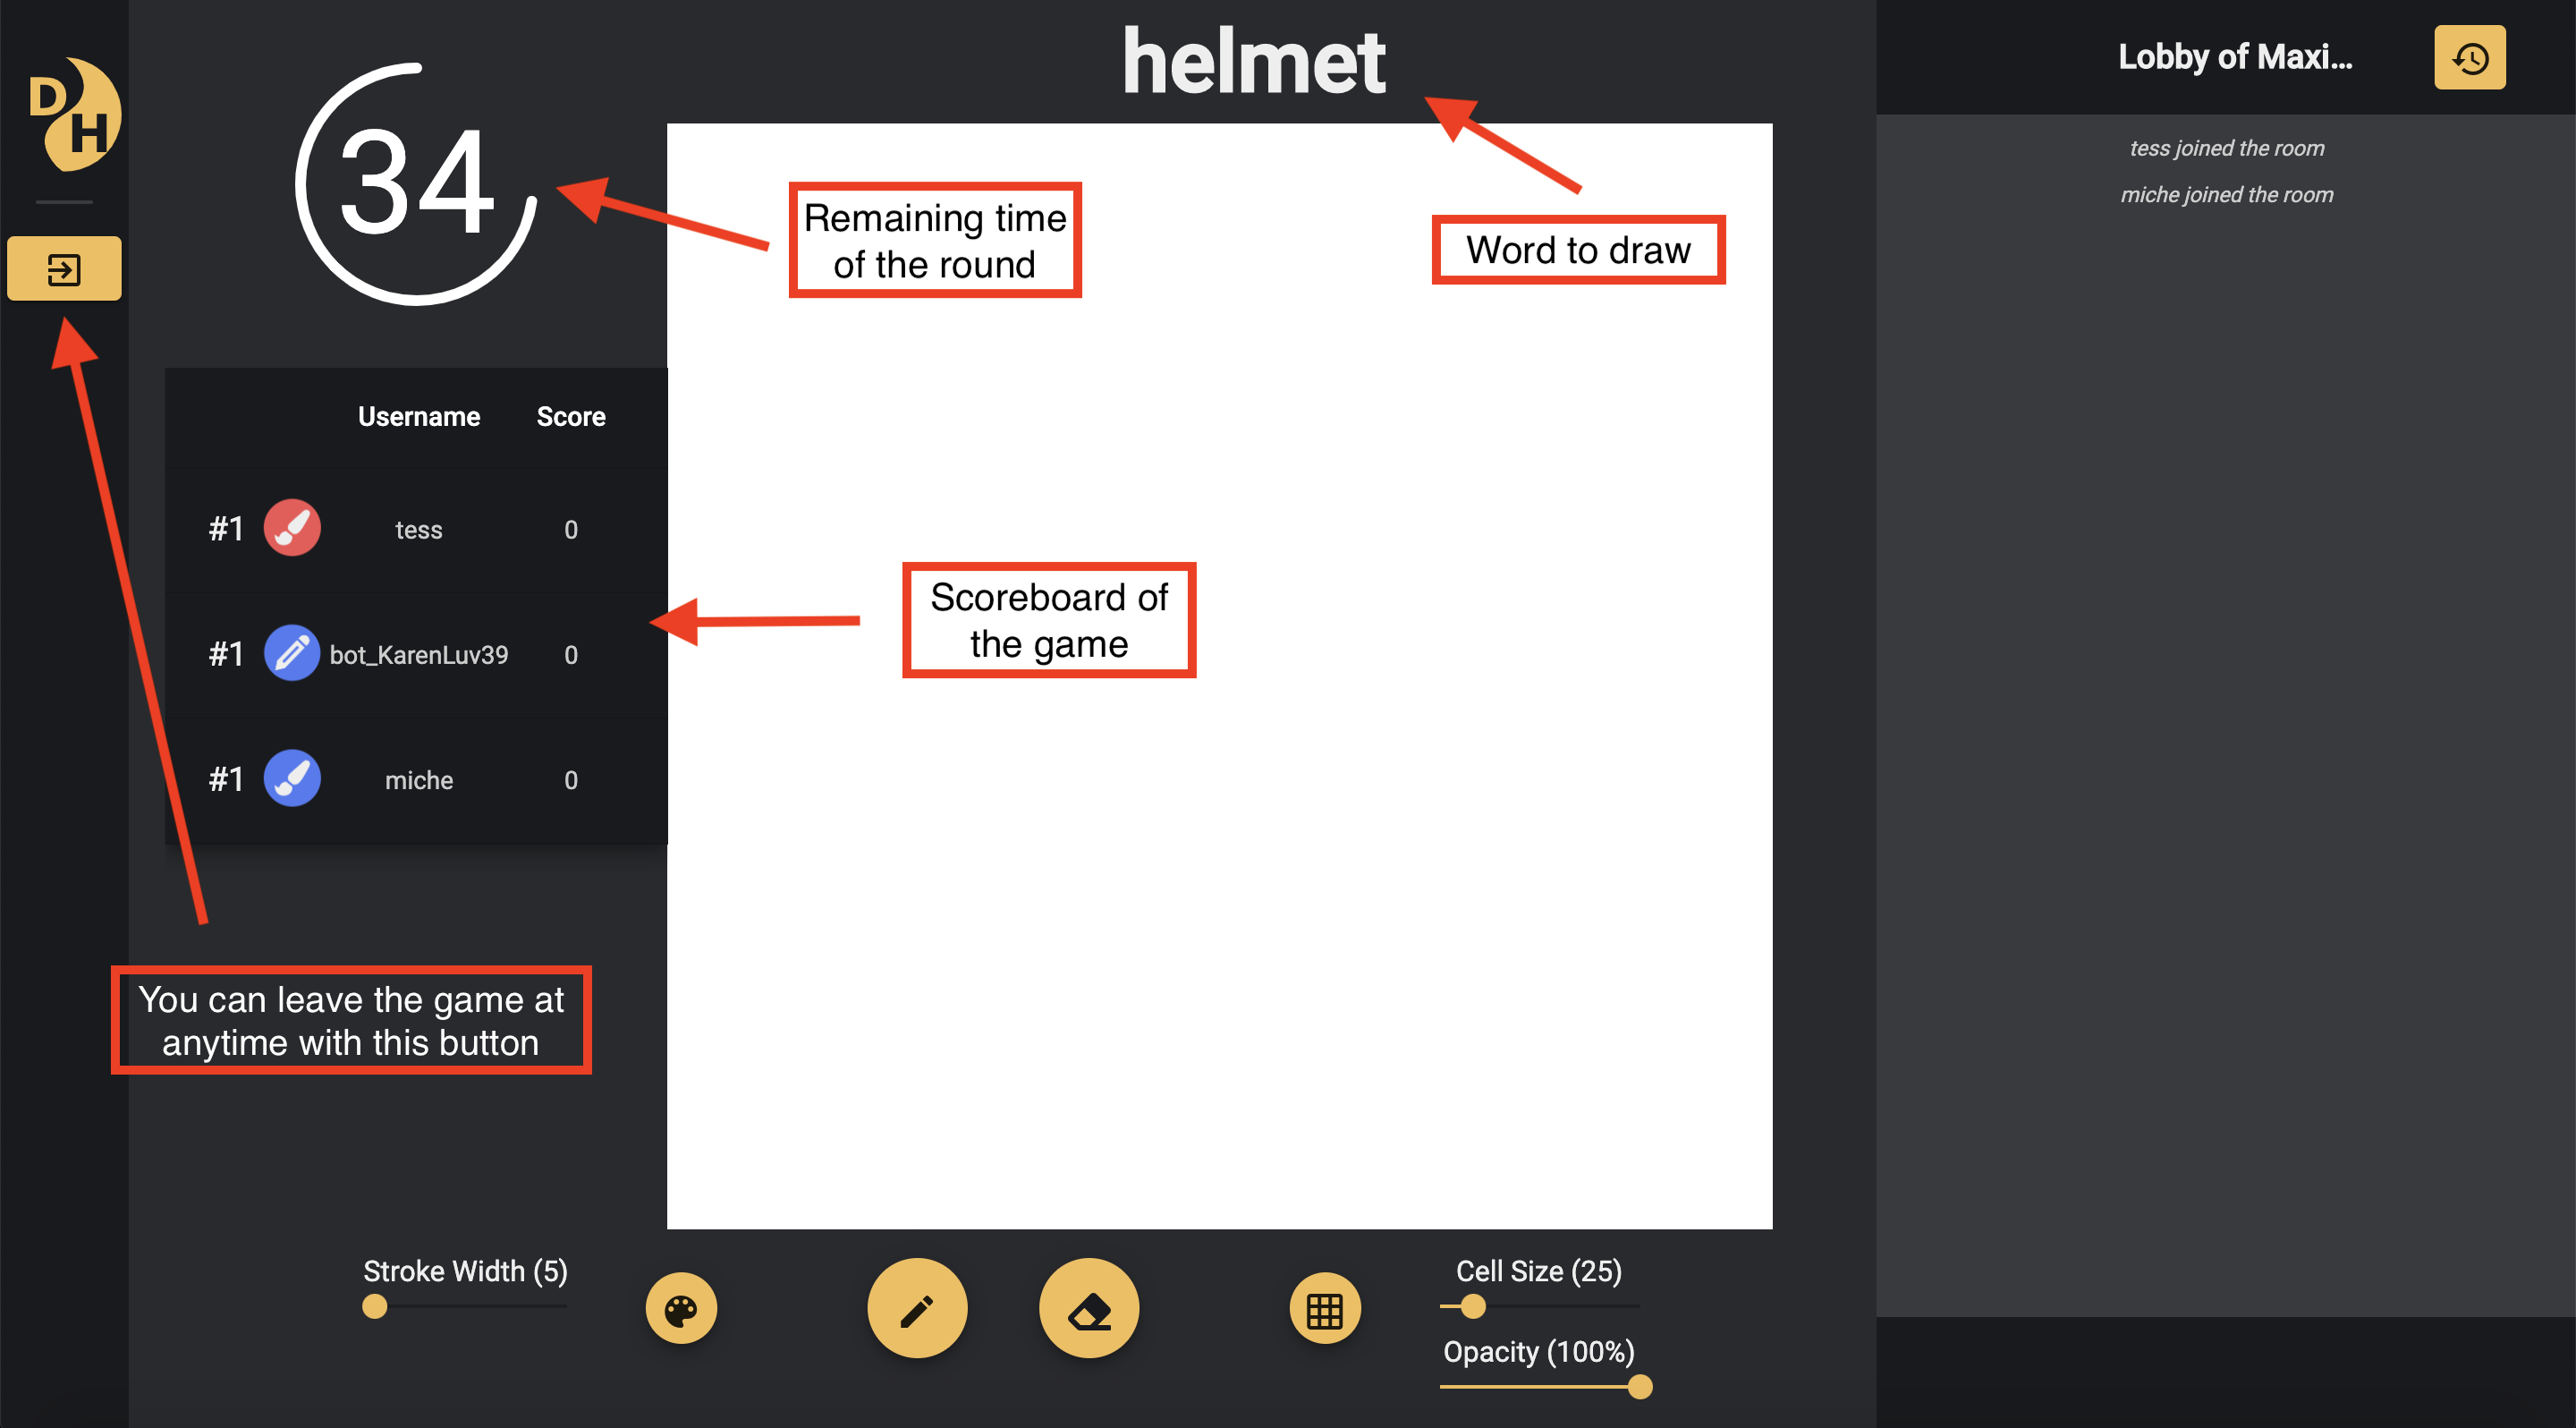 D
H
34
helmet
Lobby of Maxi...
tess joined the room
miche joined the room
Remaining time
of the round
Word to draw
Username Score
#1 tess 0
#1 bot_KarenLuv39 0
#1 miche 0
Scoreboard of
the game
You can leave the game at
anytime with this button
Stroke Width (5)
Cell Size (25)
Opacity (100%)